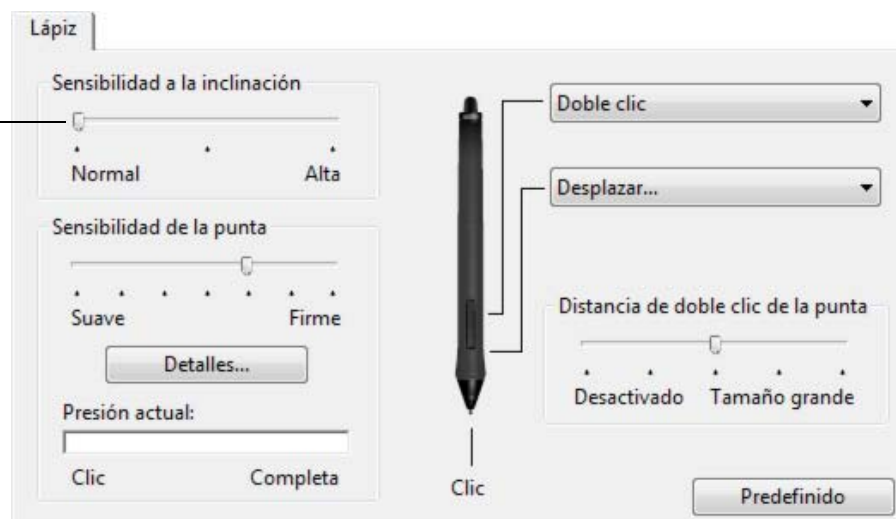 Lápiz
Sensibilidad a la inclinación
Normal Alta
Sensibilidad de la punta
Suave Firme
Detalles...
Presión actual:
Clic Completa
Doble clic
Desplazar...
Clic
Distancia de doble clic de la punta
Desactivado Tamaño grande
Predefinido